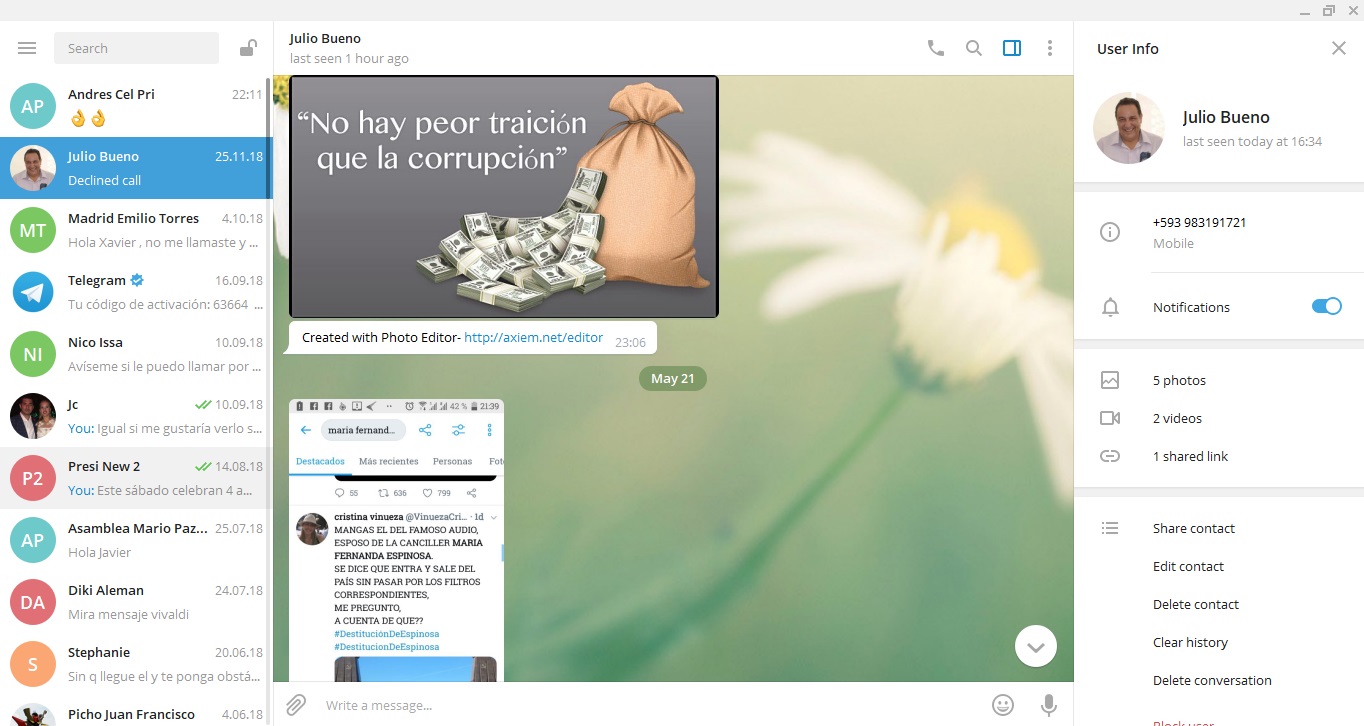 Search
AP
Andres Cel Pri
22:11
👌👌
Julio Bueno
25.11.18
Declined call
MT
Madrid Emilio Torres
4.10.18
Hola Xavier , no me llamaste y ...
Telegram
16.09.18
Tu código de activación: 63664 ...
NI
Nico Issa
10.09.18
Avíseme si le puedo llamar por ...
Jc
10.09.18
You: Igual si me gustaría verlo s...
P2
Presi New 2
14.08.18
You: Este sábado celebran 4 a...
AP
Asamblea Mario Paz...
25.07.18
Hola Javier
DA
Diki Aleman
24.07.18
Mira mensaje vivaldi
S
Stephanie
20.06.18
Sin q llegue el y te ponga obstá...
Picho Juan Francisco
4.06.18
Julio Bueno
last seen 1 hour ago
“No hay peor traición
que la corrupción”
Created with Photo Editor- http://axiem.net/editor
23:06
May 21
42 % 21:39
maria fernand...
Destacados Más recientes Personas Fot
55 636 799
cristina vinueza @VinuezaCri... · 1d
MANGAS EL DEL FAMOSO AUDIO,
ESPOSO DE LA CANCILLER MARIA
FERNANDA ESPINOSA.
SE DICE QUE ENTRA Y SALE DEL
PAÍS SIN PASAR POR LOS FILTROS
CORRESPONDIENTES,
ME PREGUNTO,
A CUENTA DE QUE??
#DestituciónDeEspinosa
#DestitucionDeEspinosa
Write a message...
User Info
Julio Bueno
last seen today at 16:34
+593 983191721
Mobile
Notifications
5 photos
2 videos
1 shared link
Share contact
Edit contact
Delete contact
Clear history
Delete conversation
Block user